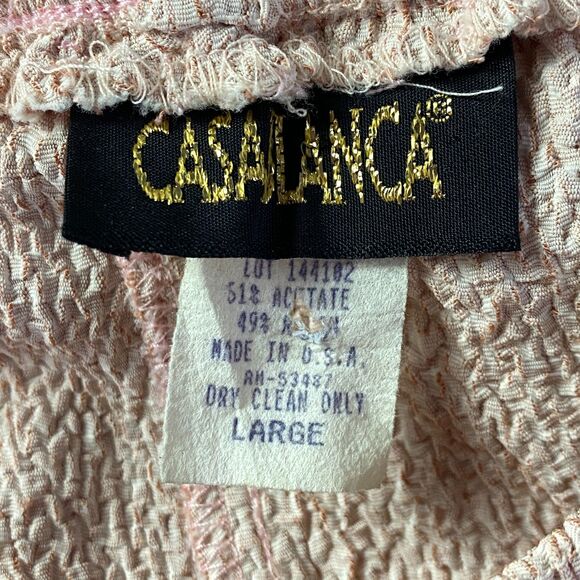 CASALANCA®
LOT 144102
51% ACETATE
49%
MADE IN U.S.A.
RN-53487
DRY CLEAN ONLY
LARGE